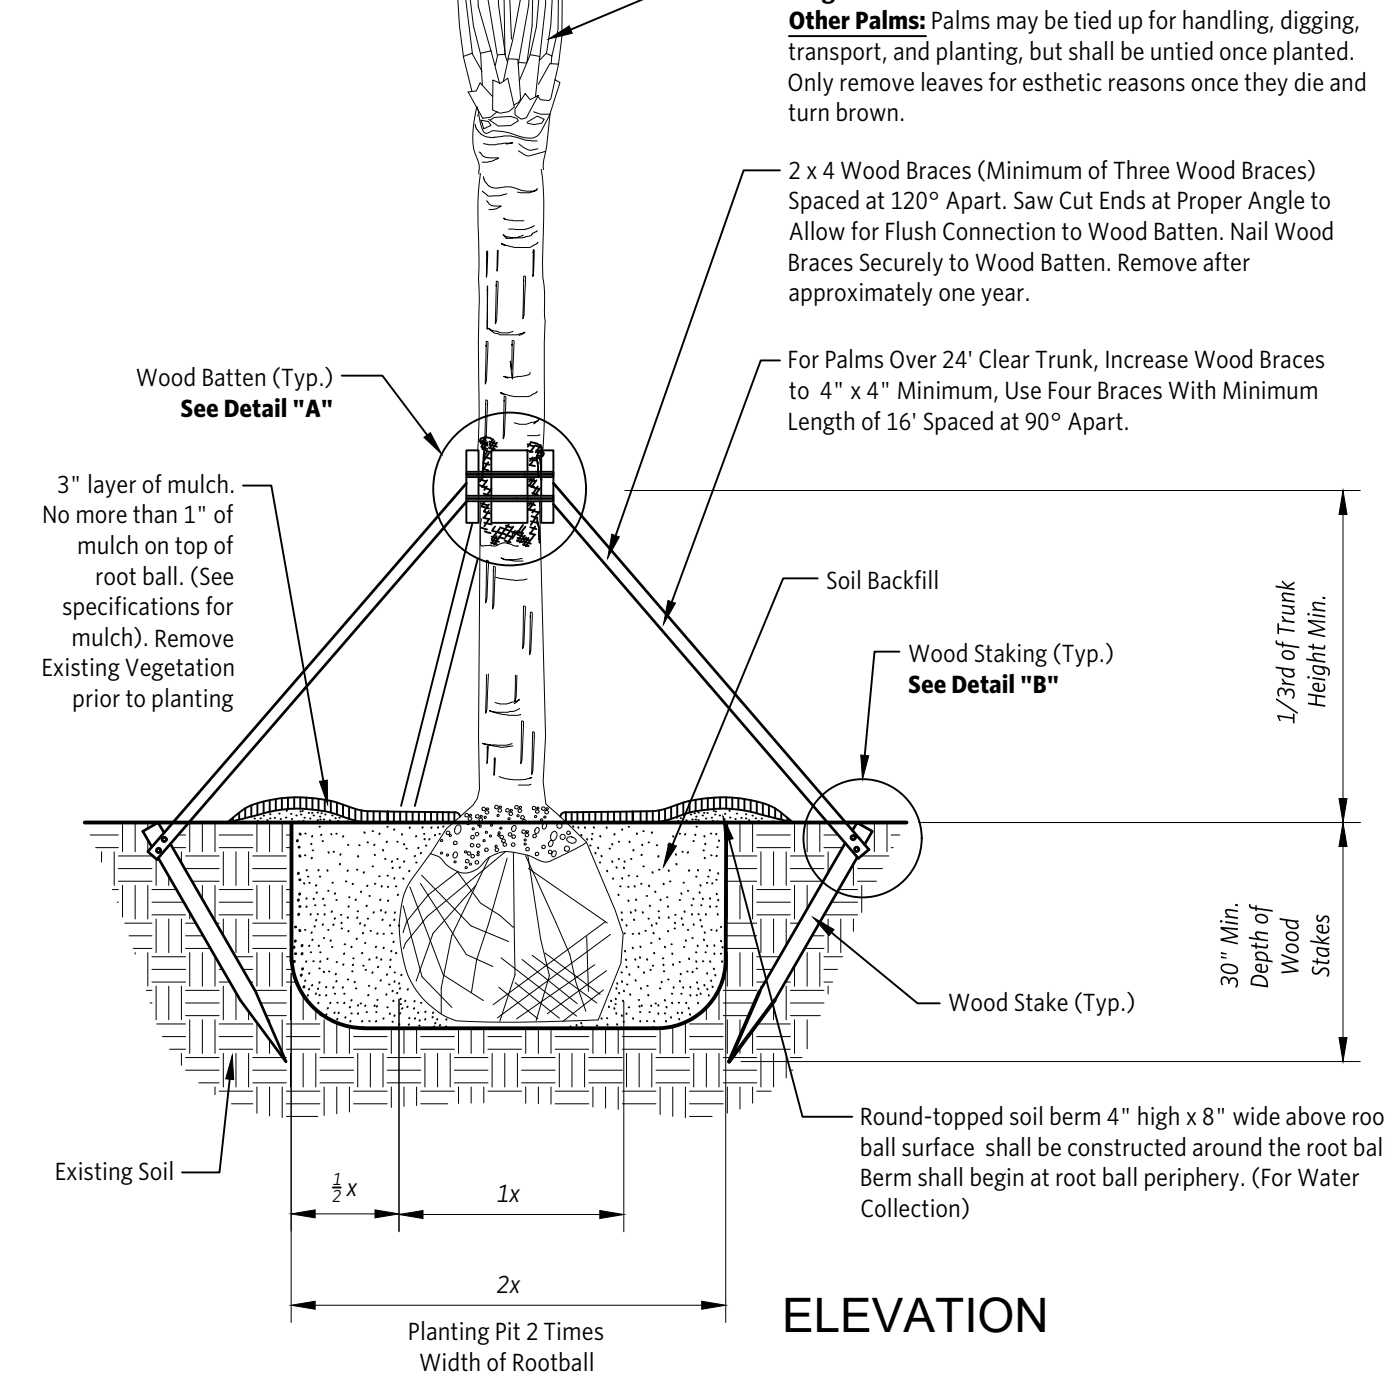 Other Palms: Palms may be tied up for handling, digging,
transport, and planting, but shall be untied once planted.
Only remove leaves for esthetic reasons once they die and
turn brown.
2 x 4 Wood Braces (Minimum of Three Wood Braces)
Spaced at 120° Apart. Saw Cut Ends at Proper Angle to
Allow for Flush Connection to Wood Batten. Nail Wood
Braces Securely to Wood Batten. Remove after
approximately one year.
For Palms Over 24' Clear Trunk, Increase Wood Braces
to 4" x 4" Minimum, Use Four Braces With Minimum
Length of 16' Spaced at 90° Apart.
Wood Batten (Typ.)
See Detail "A"
3" layer of mulch.
No more than 1" of
mulch on top of
root ball. (See
specifications for
mulch). Remove
Existing Vegetation
prior to planting
Soil Backfill
Wood Staking (Typ.)
See Detail "B"
1/3rd of Trunk
Height Min.
30" Min.
Depth of
Wood
Stakes
Wood Stake (Typ.)
Round-topped soil berm 4" high x 8" wide above roo
ball surface shall be constructed around the root bal
Berm shall begin at root ball periphery. (For Water
Collection)
Existing Soil
½ x
1x
2x
Planting Pit 2 Times
Width of Rootball
ELEVATION